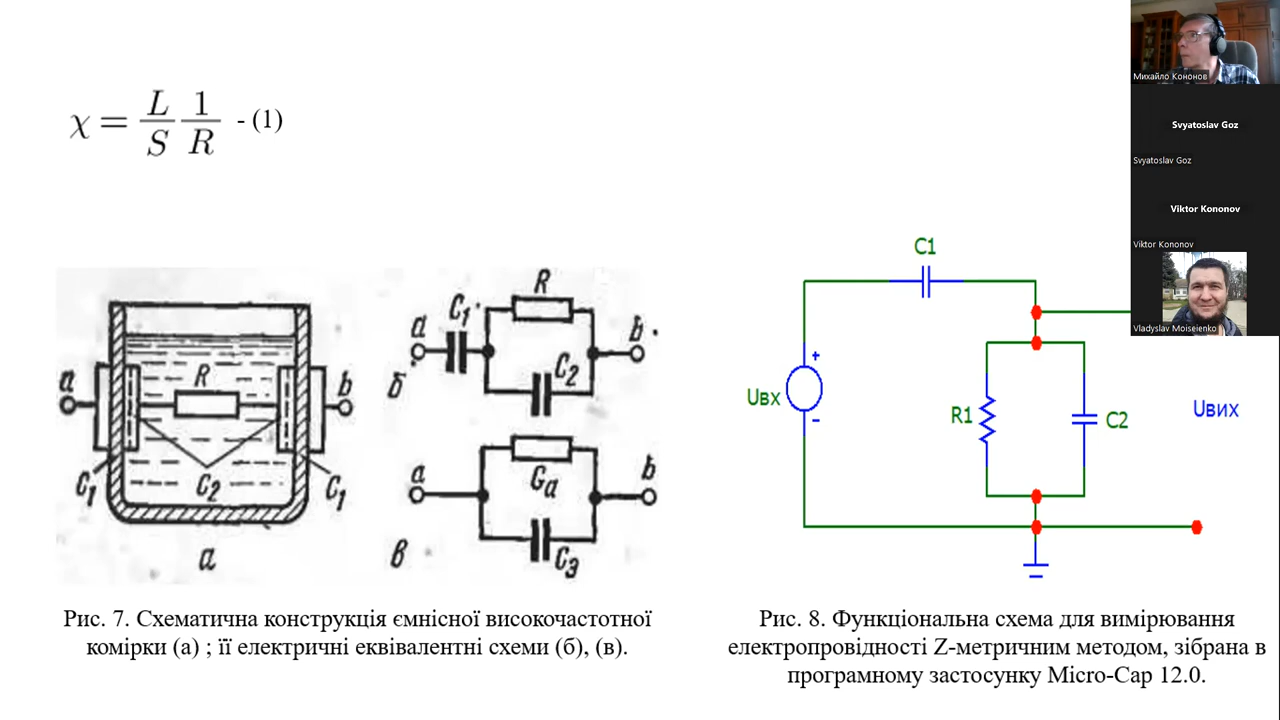 χ = L/S 1/R - (1)
Михайло Кононов
Svyatoslav Goz
Svyatoslav Goz
Viktor Kononov
Viktor Kononov
Vladyslav Moiseienko
a
R
b
C₁
C₂
C₁
а
б
a
C₁
R
C₂
b
в
a
Gа
C₃
b
C1
Uвх
+
-
R1
C2
Uвих
Рис. 7. Схематична конструкція ємнісної високочастотної
комірки (а) ; її електричні еквівалентні схеми (б), (в).
Рис. 8. Функціональна схема для вимірювання
електропровідності Z-метричним методом, зібрана в
програмному застосунку Micro-Cap 12.0.